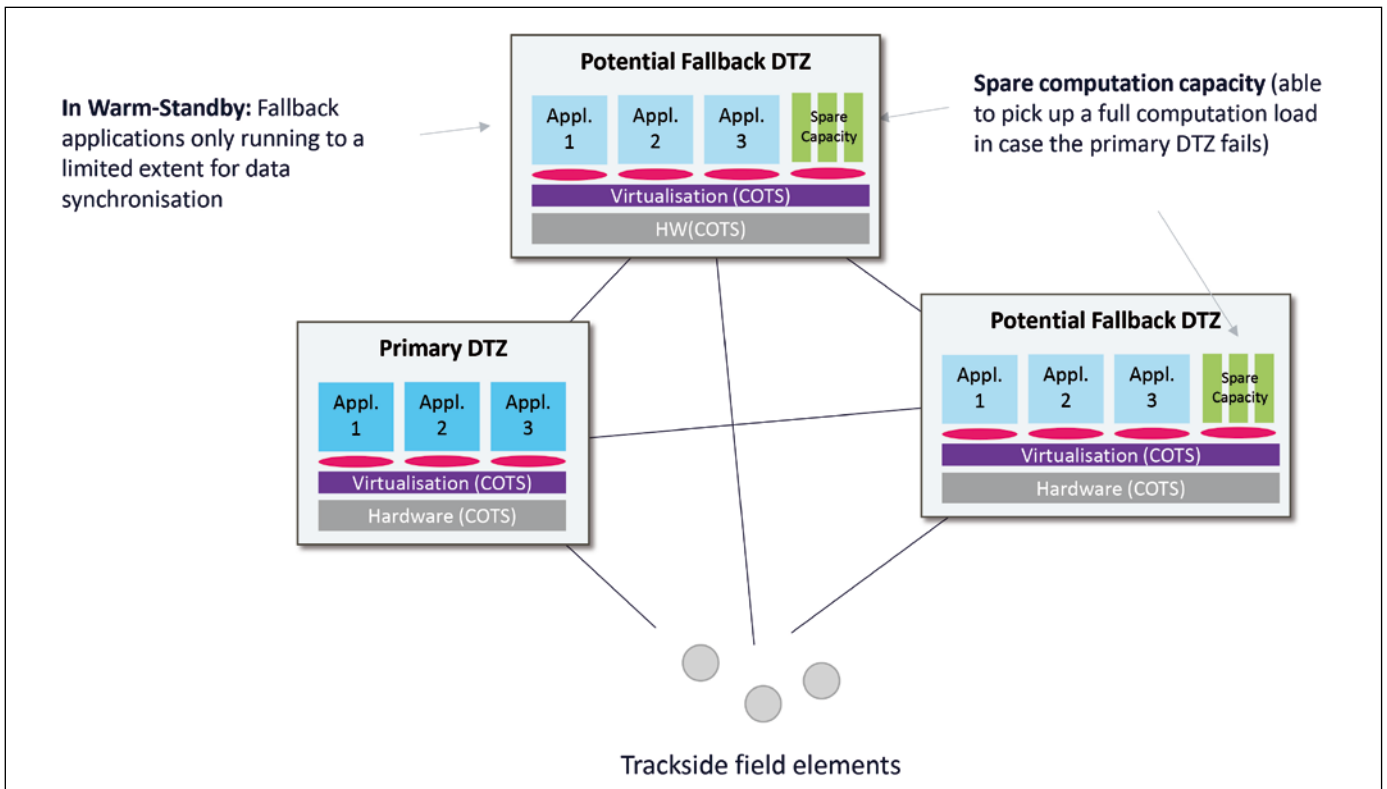 Potential Fallback DTZ
In Warm-Standby: Fallback
applications only running to a
limited extent for data
synchronisation
Spare computation capacity (able
to pick up a full computation load
in case the primary DTZ fails)
Appl.
1
Appl.
2
Appl.
3
Spare
Capacity
Virtualisation (COTS)
HW(COTS)
Primary DTZ
Appl.
1
Appl.
2
Appl.
3
Virtualisation (COTS)
Hardware (COTS)
Potential Fallback DTZ
Appl.
1
Appl.
2
Appl.
3
Spare
Capacity
Virtualisation (COTS)
Hardware (COTS)
Trackside field elements